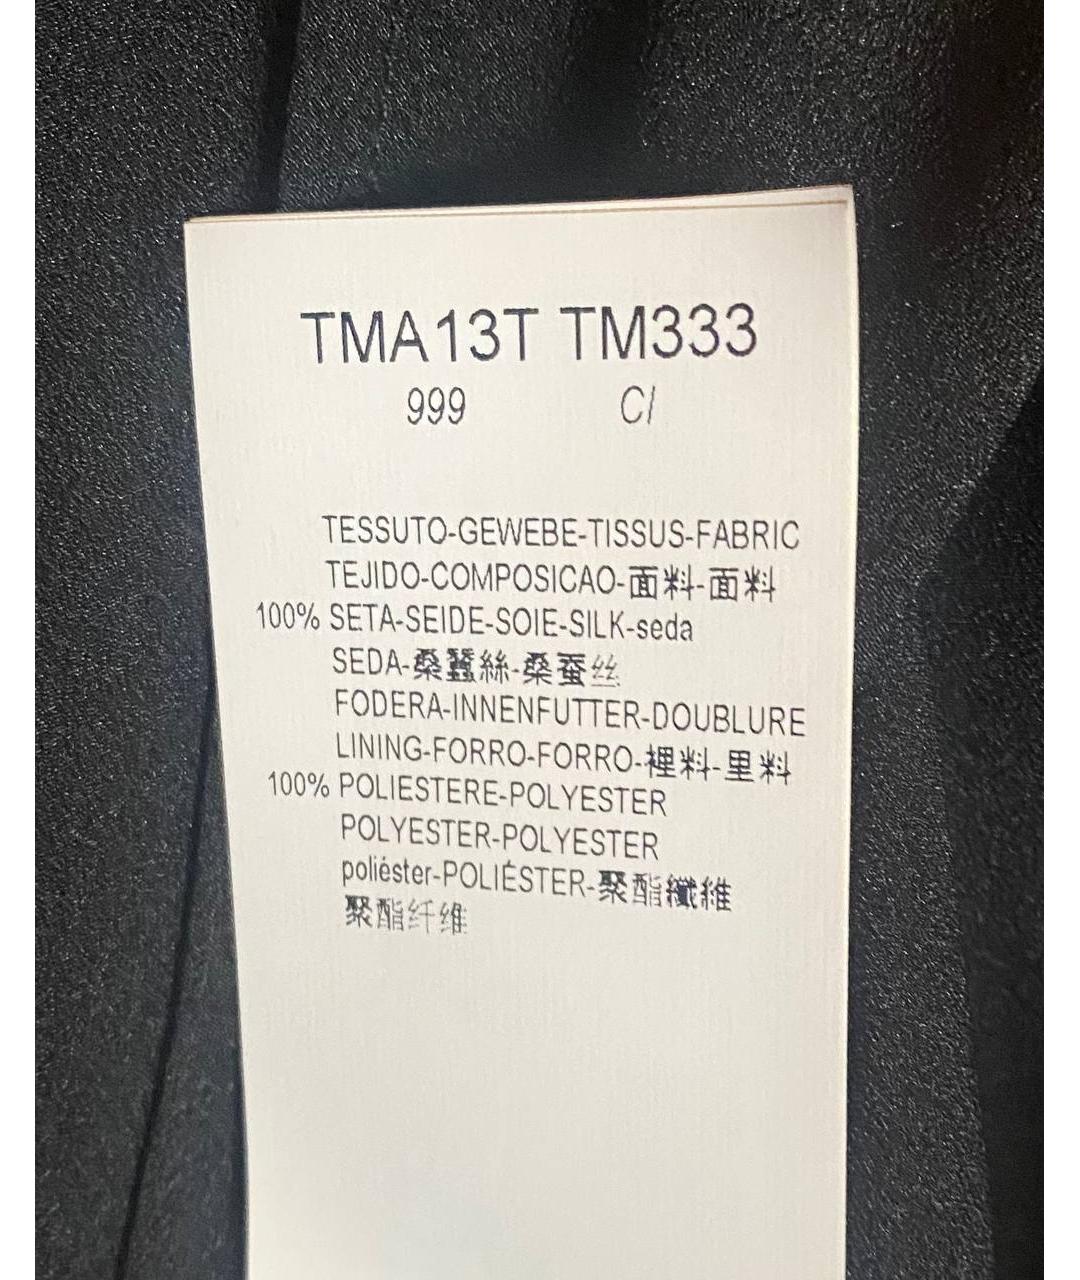 TMA13T TM333
999 CI
TESSUTO-GEWEBE-TISSUS-FABRIC
TEJIDO-COMPOSICAO-面料-面料
100% SETA-SEIDE-SOIE-SILK-seda
SEDA-桑蠶絲-桑蚕丝
FODERA-INNENFUTTER-DOUBLURE
LINING-FORRO-FORRO-裡料-里料
100% POLIESTERE-POLYESTER
POLYESTER-POLYESTER
poliéster-POLIÉSTER-聚酯纖維
聚酯纤维